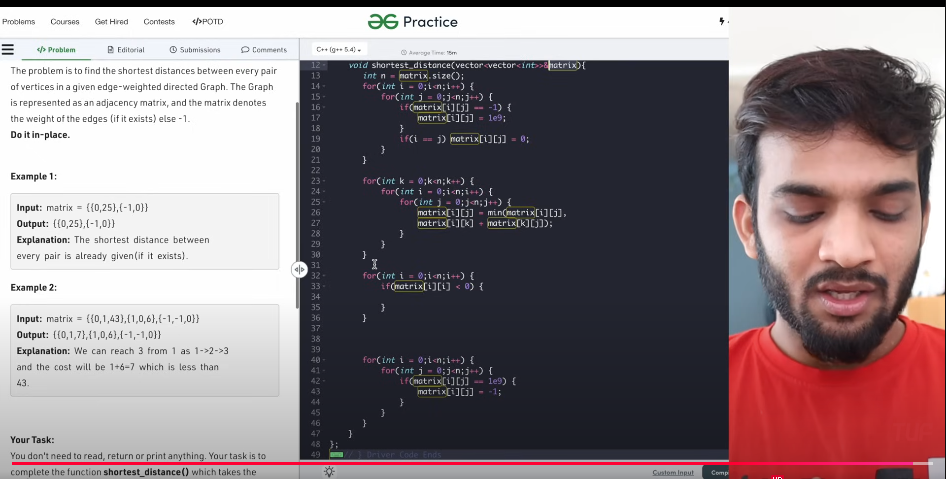 Problems Courses Get Hired Contests </>POTD
Practice
</> Problem Editorial Submissions Comments
C++ (g++ 5.4)
Average Time: 15m
The problem is to find the shortest distances between every pair
of vertices in a given edge-weighted directed Graph. The Graph
is represented as an adjacency matrix, and the matrix denotes
the weight of the edges (if it exists) else -1.
Do it in-place.
Example 1:
Input: matrix = {{0,25},{-1,0}}
Output: {{0,25},{-1,0}}
Explanation: The shortest distance between
every pair is already given(if it exists).
Example 2:
Input: matrix = {{0,1,43},{1,0,6},{-1,-1,0}}
Output: {{0,1,7},{1,0,6},{-1,-1,0}}
Explanation: We can reach 3 from 1 as 1->2->3
and the cost will be 1+6=7 which is less than
43.
Your Task:
You don't need to read, return or print anything. Your task is to
complete the function shortest_distance() which takes the
12 void shortest_distance(vector<vector<int>>&matrix){
13 int n = matrix.size();
14 for(int i = 0;i<n;i++) {
15 for(int j = 0;j<n;j++) {
16 if(matrix[i][j] == -1) {
17 matrix[i][j] = 1e9;
18 }
19 if(i == j) matrix[i][j] = 0;
20 }
21 }
22
23 for(int k = 0;k<n;k++) {
24 for(int i = 0;i<n;i++) {
25 for(int j = 0;j<n;j++) {
26 matrix[i][j] = min(matrix[i][j],
27 matrix[i][k] + matrix[k][j]);
28 }
29 }
30 }
31
32 for(int i = 0;i<n;i++) {
33 if(matrix[i][i] < 0) {
34
35 }
36 }
37
38
39
40 for(int i = 0;i<n;i++) {
41 for(int j = 0;j<n;j++) {
42 if(matrix[i][j] == 1e9) {
43 matrix[i][j] = -1;
44 }
45 }
46 }
47 }
48 };
49 // } Driver Code Ends
Custom Input